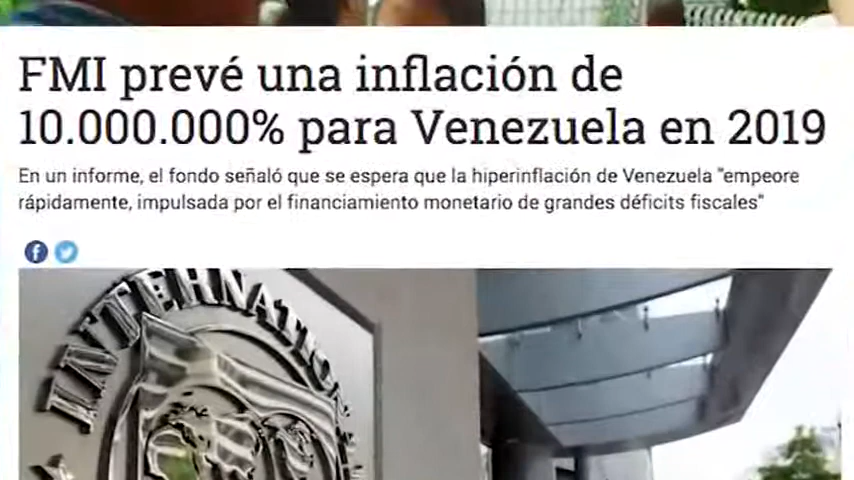 FMI prevé una inflación de
10.000.000% para Venezuela en 2019
En un informe, el fondo señaló que se espera que la hiperinflación de Venezuela "empeore
rápidamente, impulsada por el financiamiento monetario de grandes déficits fiscales"
f
INTERNATION